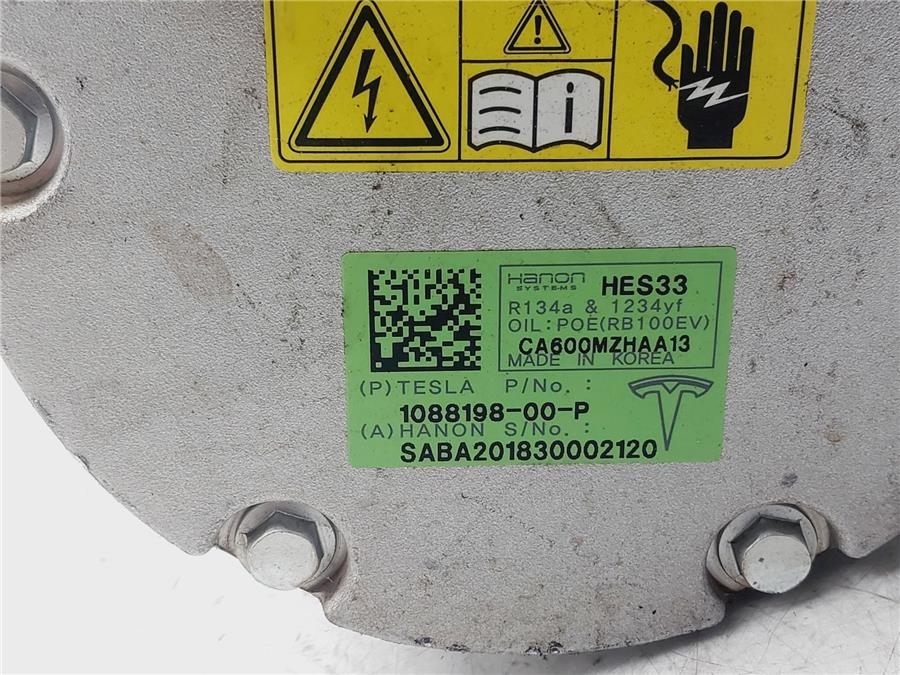 Hanon
SYSTEMS
HES33
R134a & 1234yf
OIL:POE(RB100EV)
CA600MZHAA13
MADE IN KOREA
(P)TESLA P/No. :
1088198-00-P
(A)HANON S/No. :
SABA201830002120